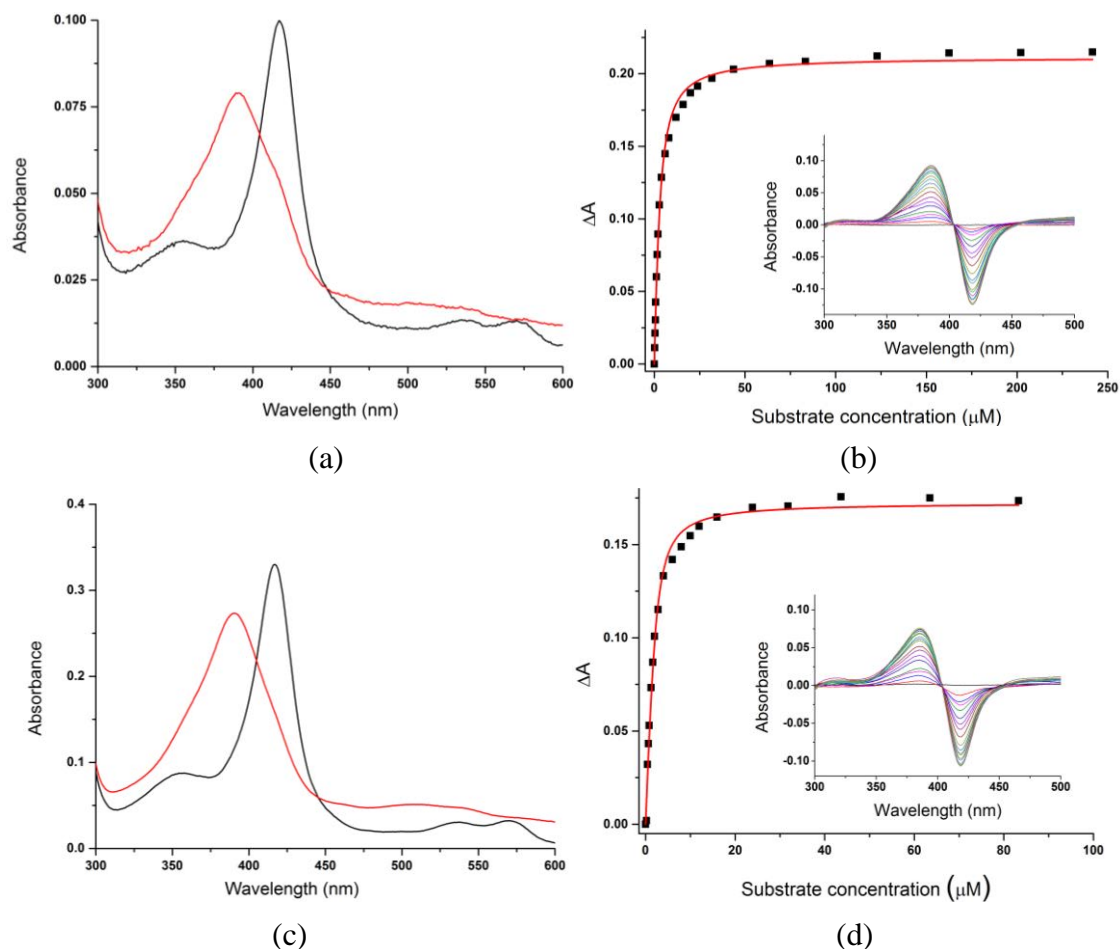 0.100
0.075
0.050
0.025
0.000
Absorbance
300 350 400 450 500 550 600
Wavelength (nm)
(a)
0.20
0.15
0.10
0.05
0.00
ΔA
0 50 100 150 200 250
Substrate concentration (μM)
0.10
0.05
0.00
-0.05
-0.10
Absorbance
300 350 400 450 500
Wavelength (nm)
(b)
0.4
0.3
0.2
0.1
0.0
Absorbance
300 350 400 450 500 550 600
Wavelength (nm)
(c)
0.15
0.10
0.05
0.00
ΔA
0 20 40 60 80 100
Substrate concentration (μM)
0.10
0.05
0.00
-0.05
-0.10
Absorbance
300 350 400 450 500
Wavelength (nm)
(d)